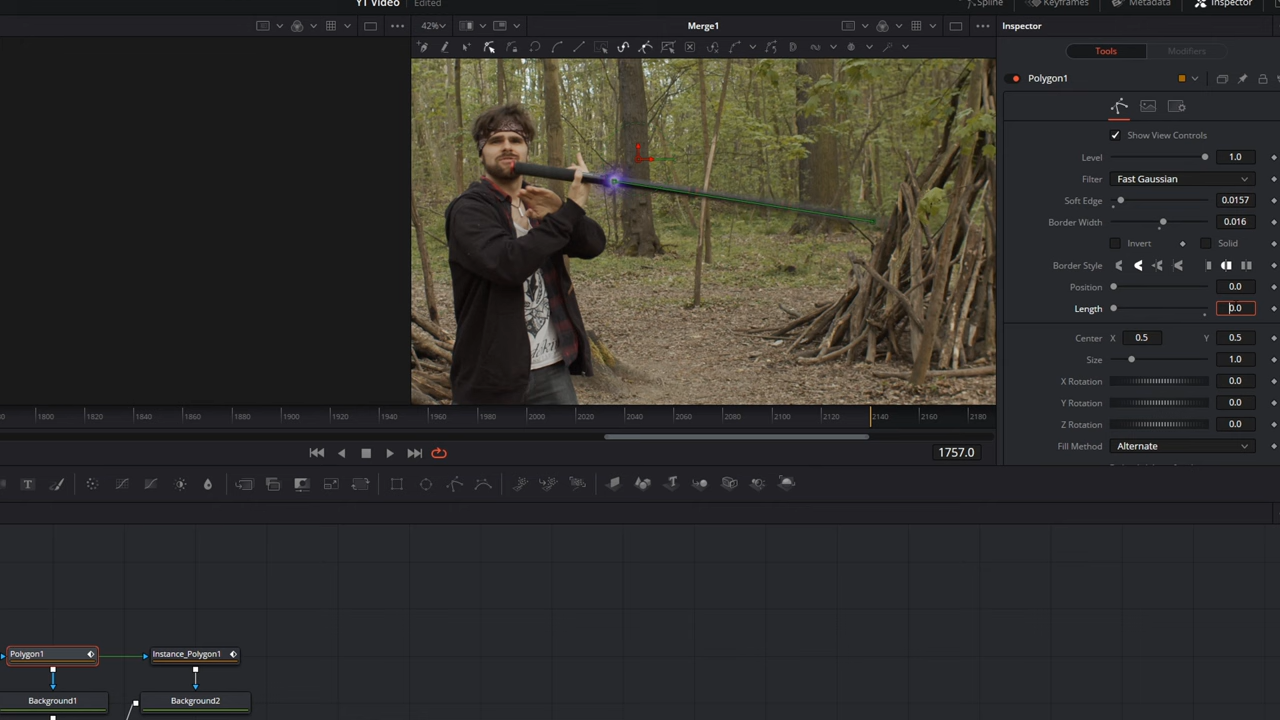 YT Video
Edited
Spline
Keyframes
Metadata
Inspector
42%
Merge1
Inspector
Tools
Modifiers
Polygon1
Show View Controls
Level 1.0
Filter Fast Gaussian
Soft Edge 0.0157
Border Width 0.016
Invert Solid
Border Style
Position 0.0
Length 0.0
Center X 0.5 Y 0.5
Size 1.0
X Rotation 0.0
Y Rotation 0.0
Z Rotation 0.0
Fill Method Alternate
1800 1820 1840 1860 1880 1900 1920 1940 1960 1980 2000 2020 2040 2060 2080 2100 2120 2140 2160 2180
1757.0
T
T
Polygon1
Instance_Polygon1
Background1
Background2